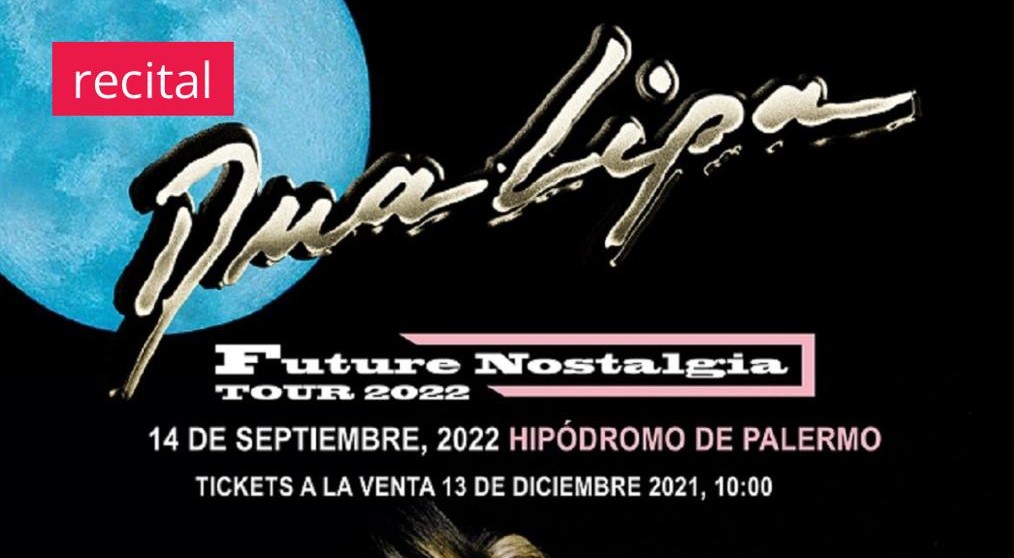 recital
Dua Lipa
Future Nostalgia
TOUR 2022
14 DE SEPTIEMBRE, 2022 HIPÓDROMO DE PALERMO
TICKETS A LA VENTA 13 DE DICIEMBRE 2021, 10:00